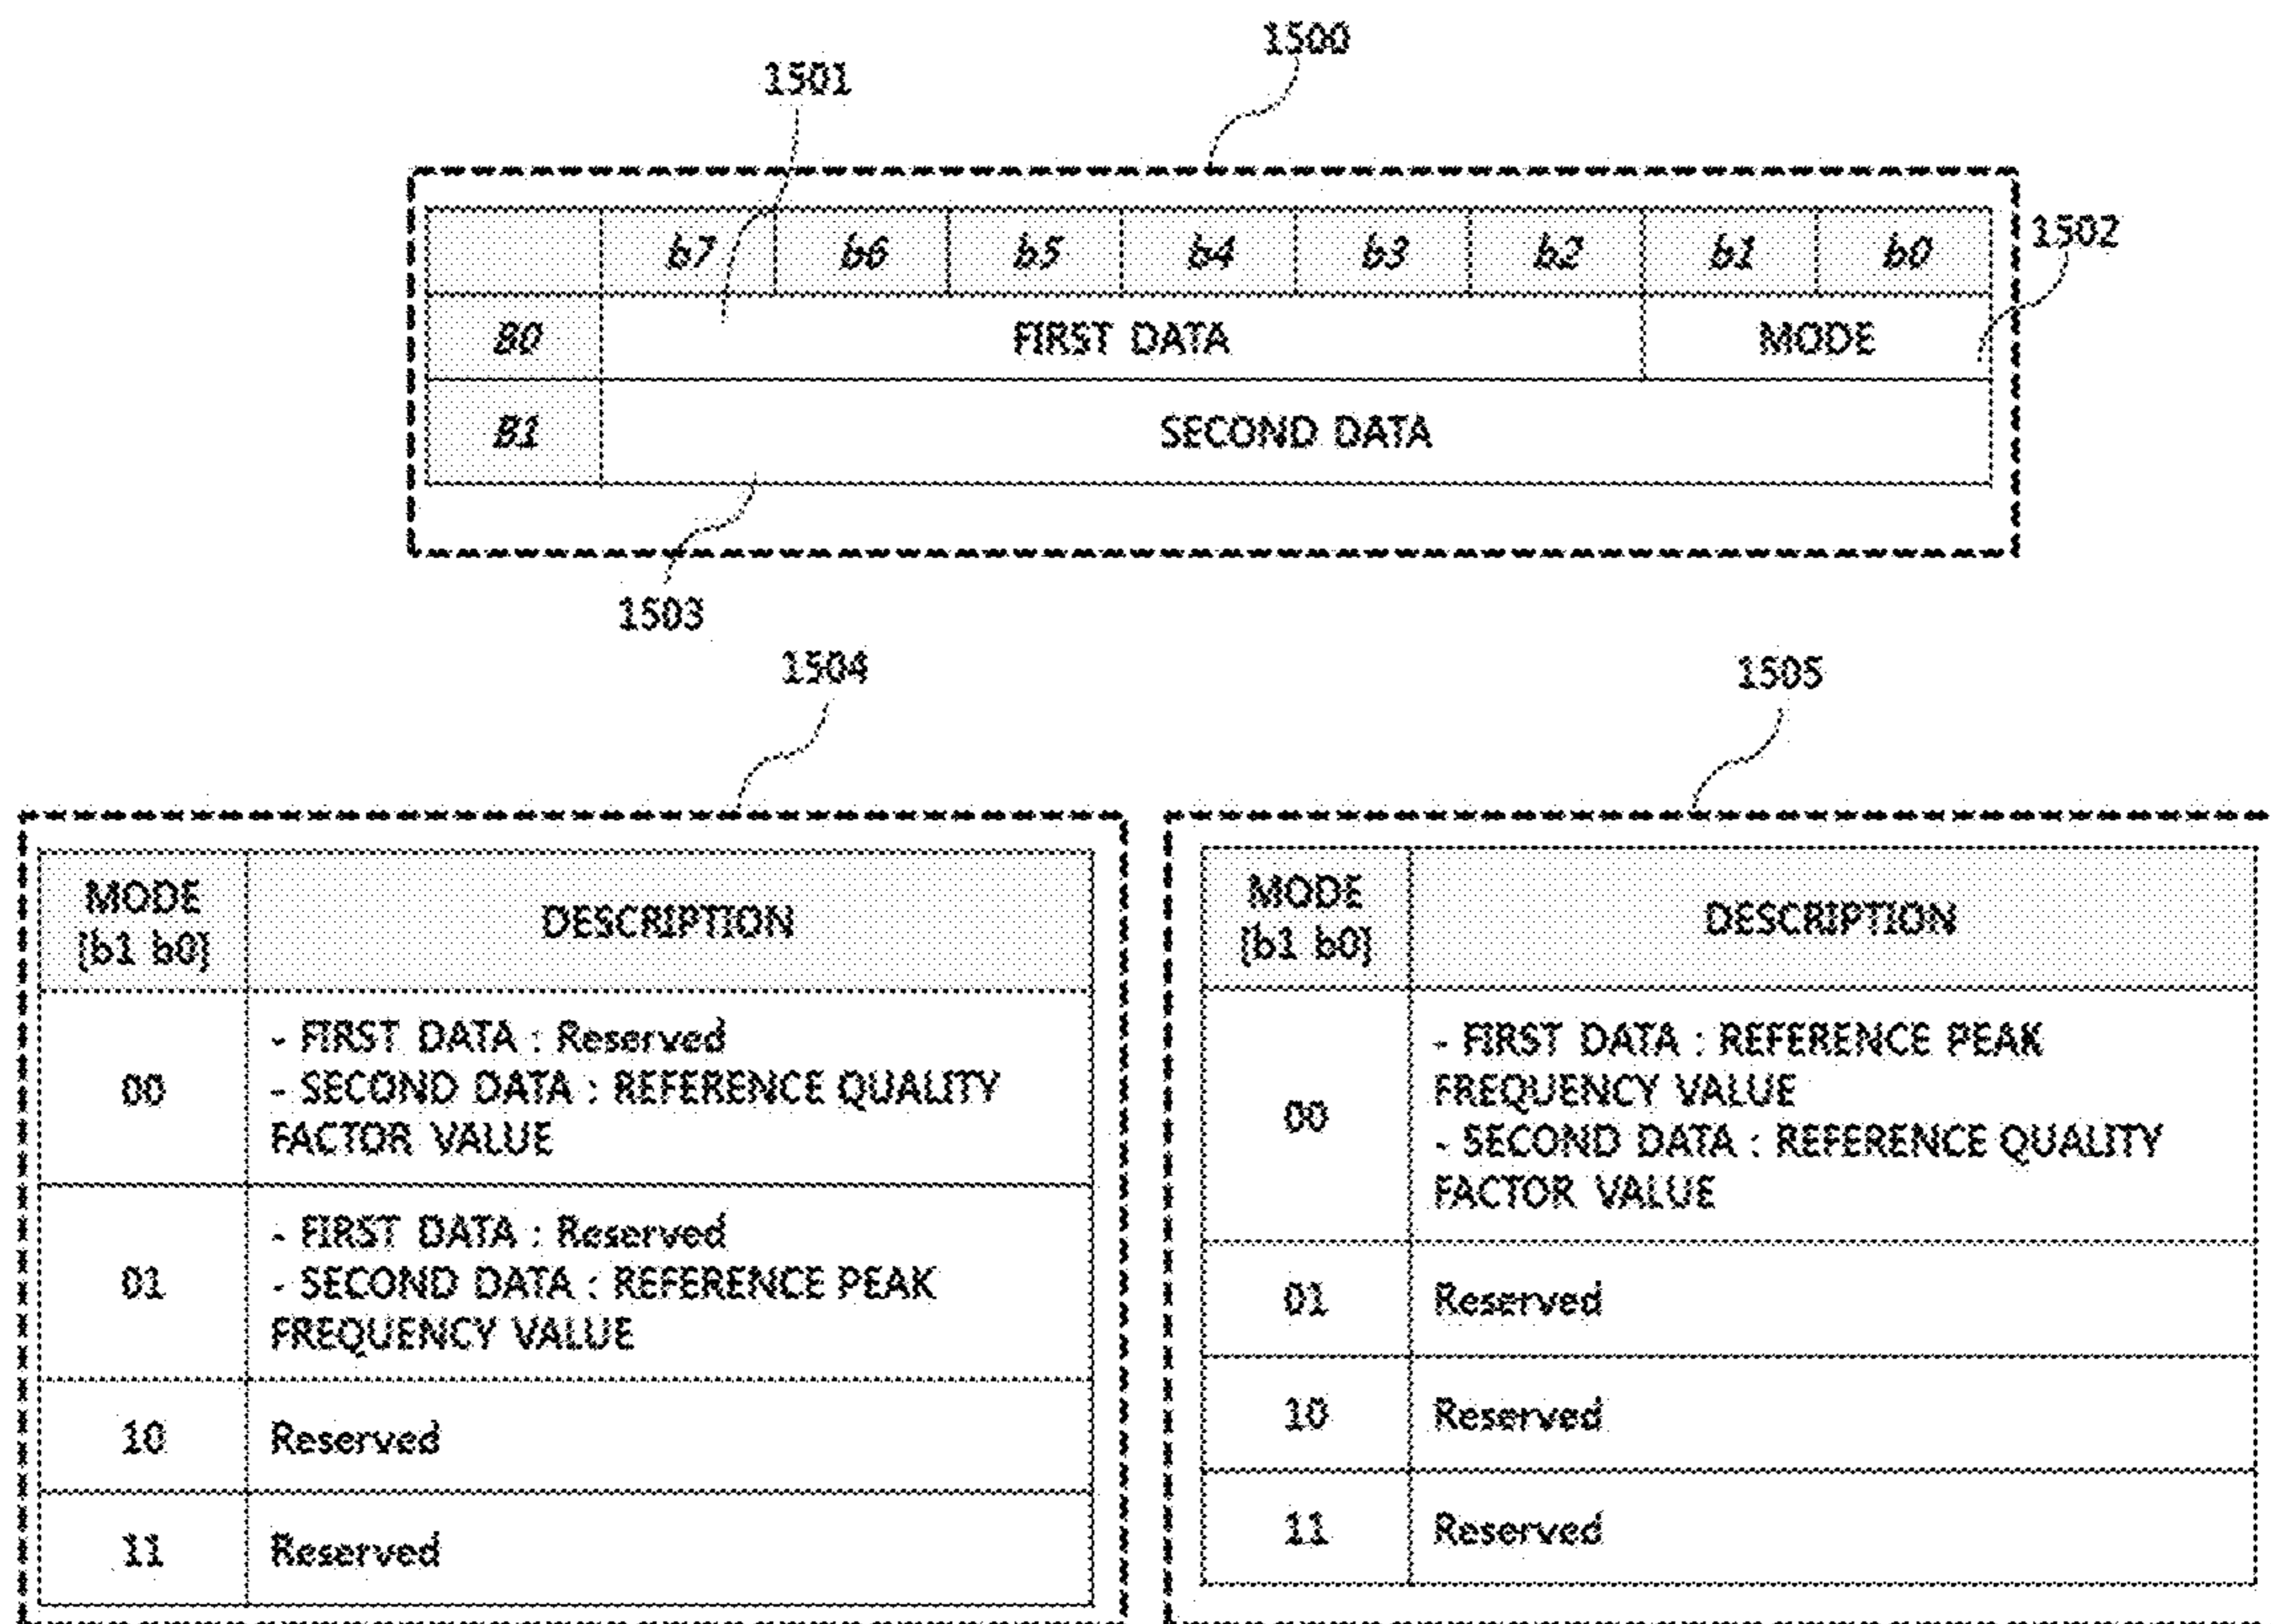 1500
1501
b7 b6 b5 b4 b3 b2 b1 b0
1502
B0 FIRST DATA MODE
B1 SECOND DATA
1503
1504
1505
MODE
[b1 b0]
DESCRIPTION
00
- FIRST DATA : Reserved
- SECOND DATA : REFERENCE QUALITY
FACTOR VALUE
01
- FIRST DATA : Reserved
- SECOND DATA : REFERENCE PEAK
FREQUENCY VALUE
10 Reserved
11 Reserved
MODE
[b1 b0]
DESCRIPTION
00
- FIRST DATA : REFERENCE PEAK
FREQUENCY VALUE
- SECOND DATA : REFERENCE QUALITY
FACTOR VALUE
01 Reserved
10 Reserved
11 Reserved